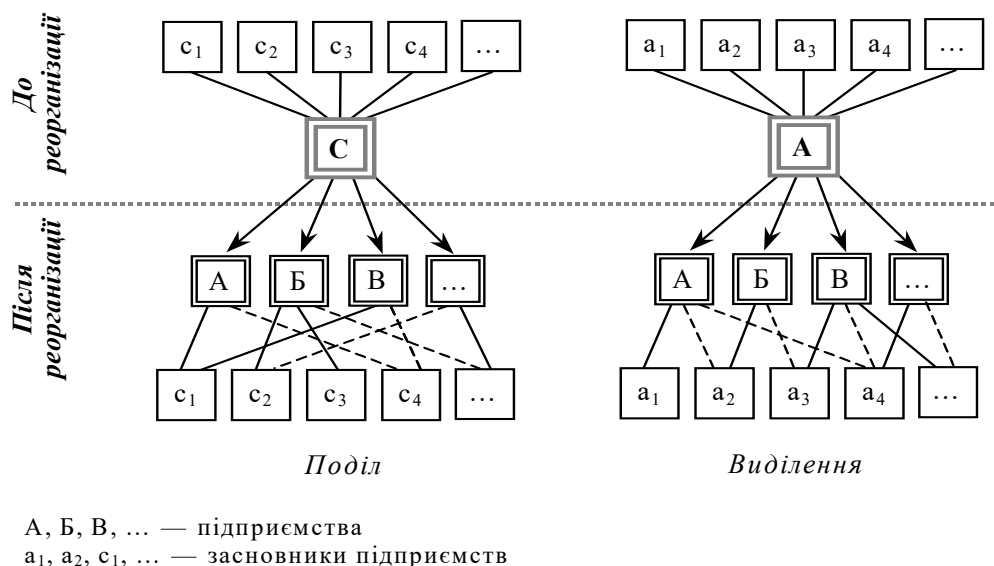 До реорганізації
c1 c2 c3 c4 ...
a1 a2 a3 a4 ...
С
А
Після реорганізації
А Б В ...
А Б В ...
c1 c2 c3 c4 ...
a1 a2 a3 a4 ...
Поділ
Виділення
А, Б, В, ... — підприємства
a1, a2, c1, ... — засновники підприємств